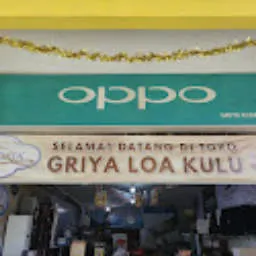 oppo
SELAMAT DATANG DI TOKO
GRIYA LOA KULU